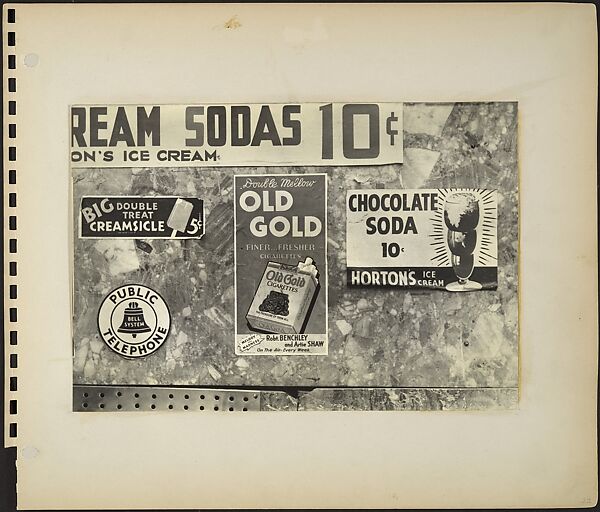 REAM SODAS 10¢
ON'S ICE CREAM
BIG DOUBLE
TREAT
CREAMSICLE 5¢
PUBLIC
BELL
SYSTEM
TELEPHONE
Double Mellow
OLD
GOLD
FINER...FRESHER
CIGARETTES
Old Gold
CIGARETTES
Robt. BENCHLEY
and Artie SHAW
On The Air-Every Week
CHOCOLATE
SODA
10¢
HORTON'S ICE
CREAM